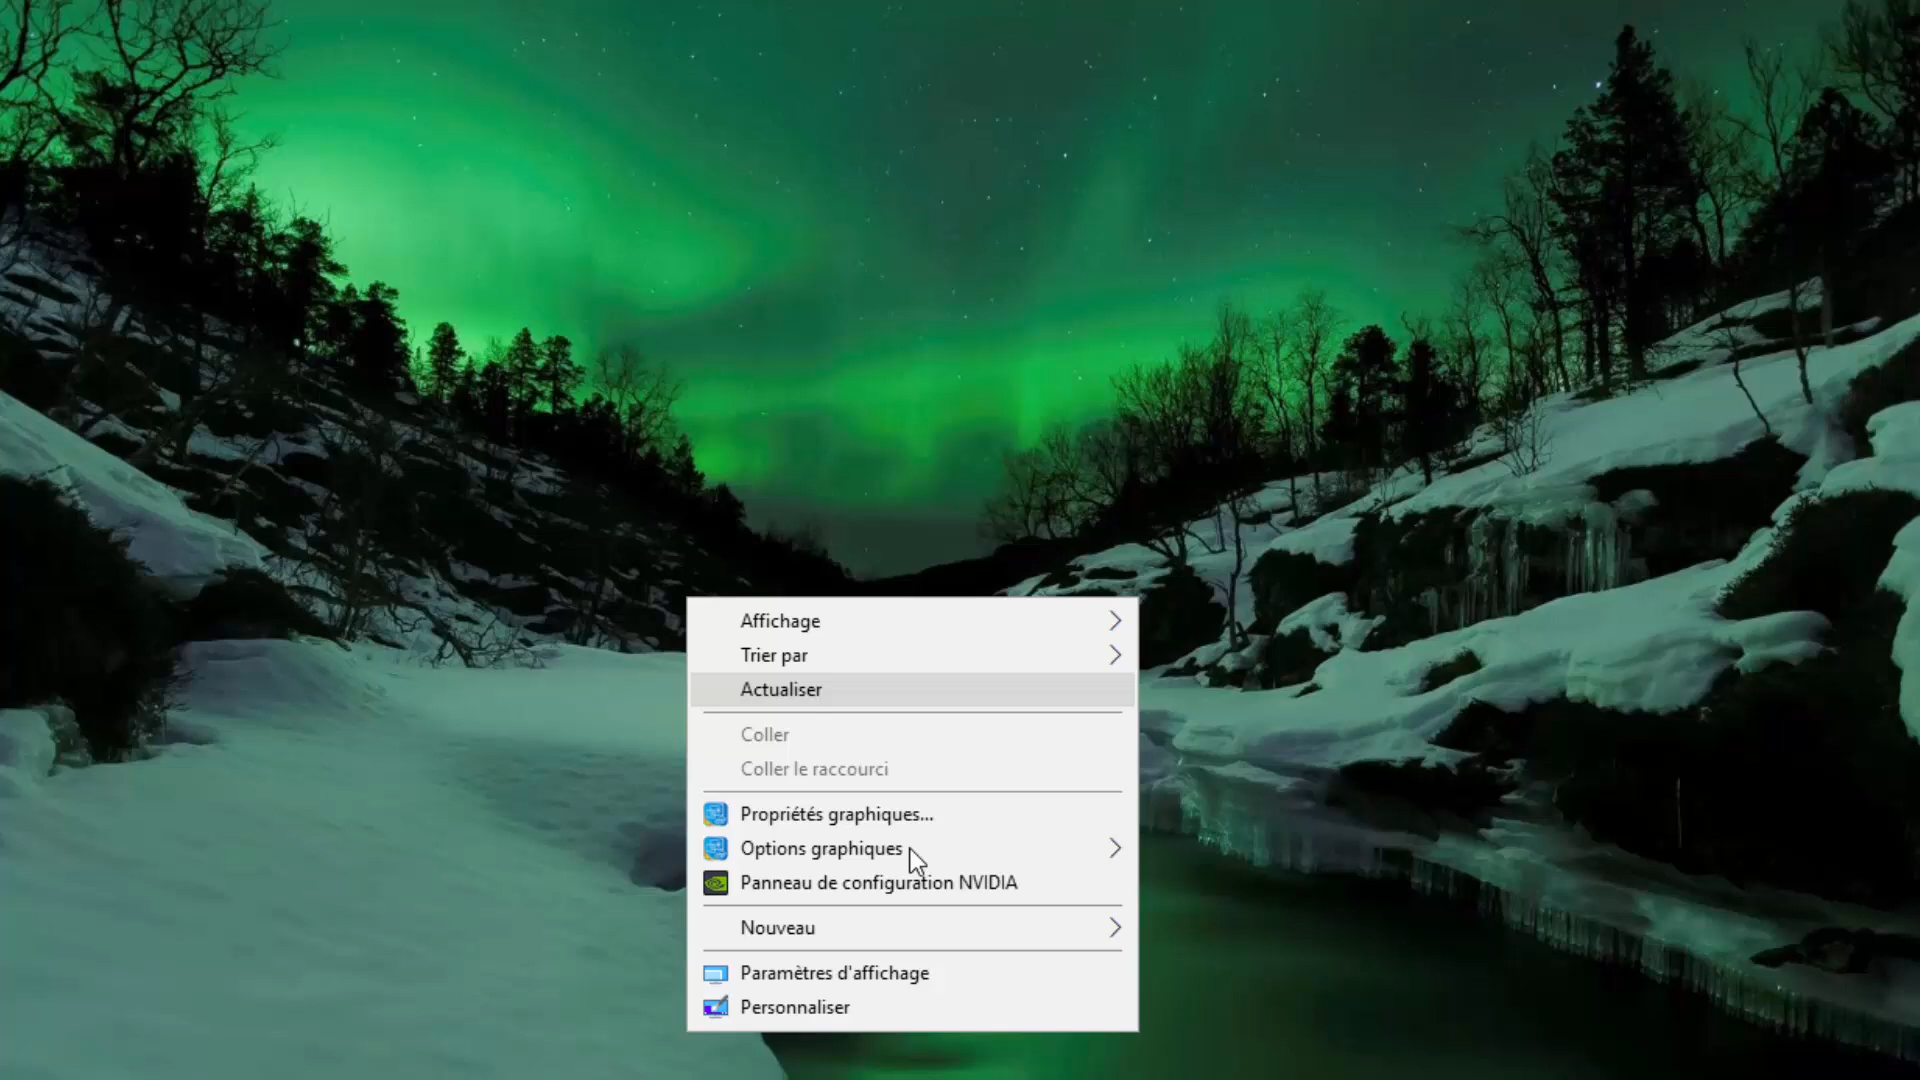 Affichage
Trier par
Actualiser
Coller
Coller le raccourci
Propriétés graphiques...
Options graphiques
Panneau de configuration NVIDIA
Nouveau
Paramètres d'affichage
Personnaliser